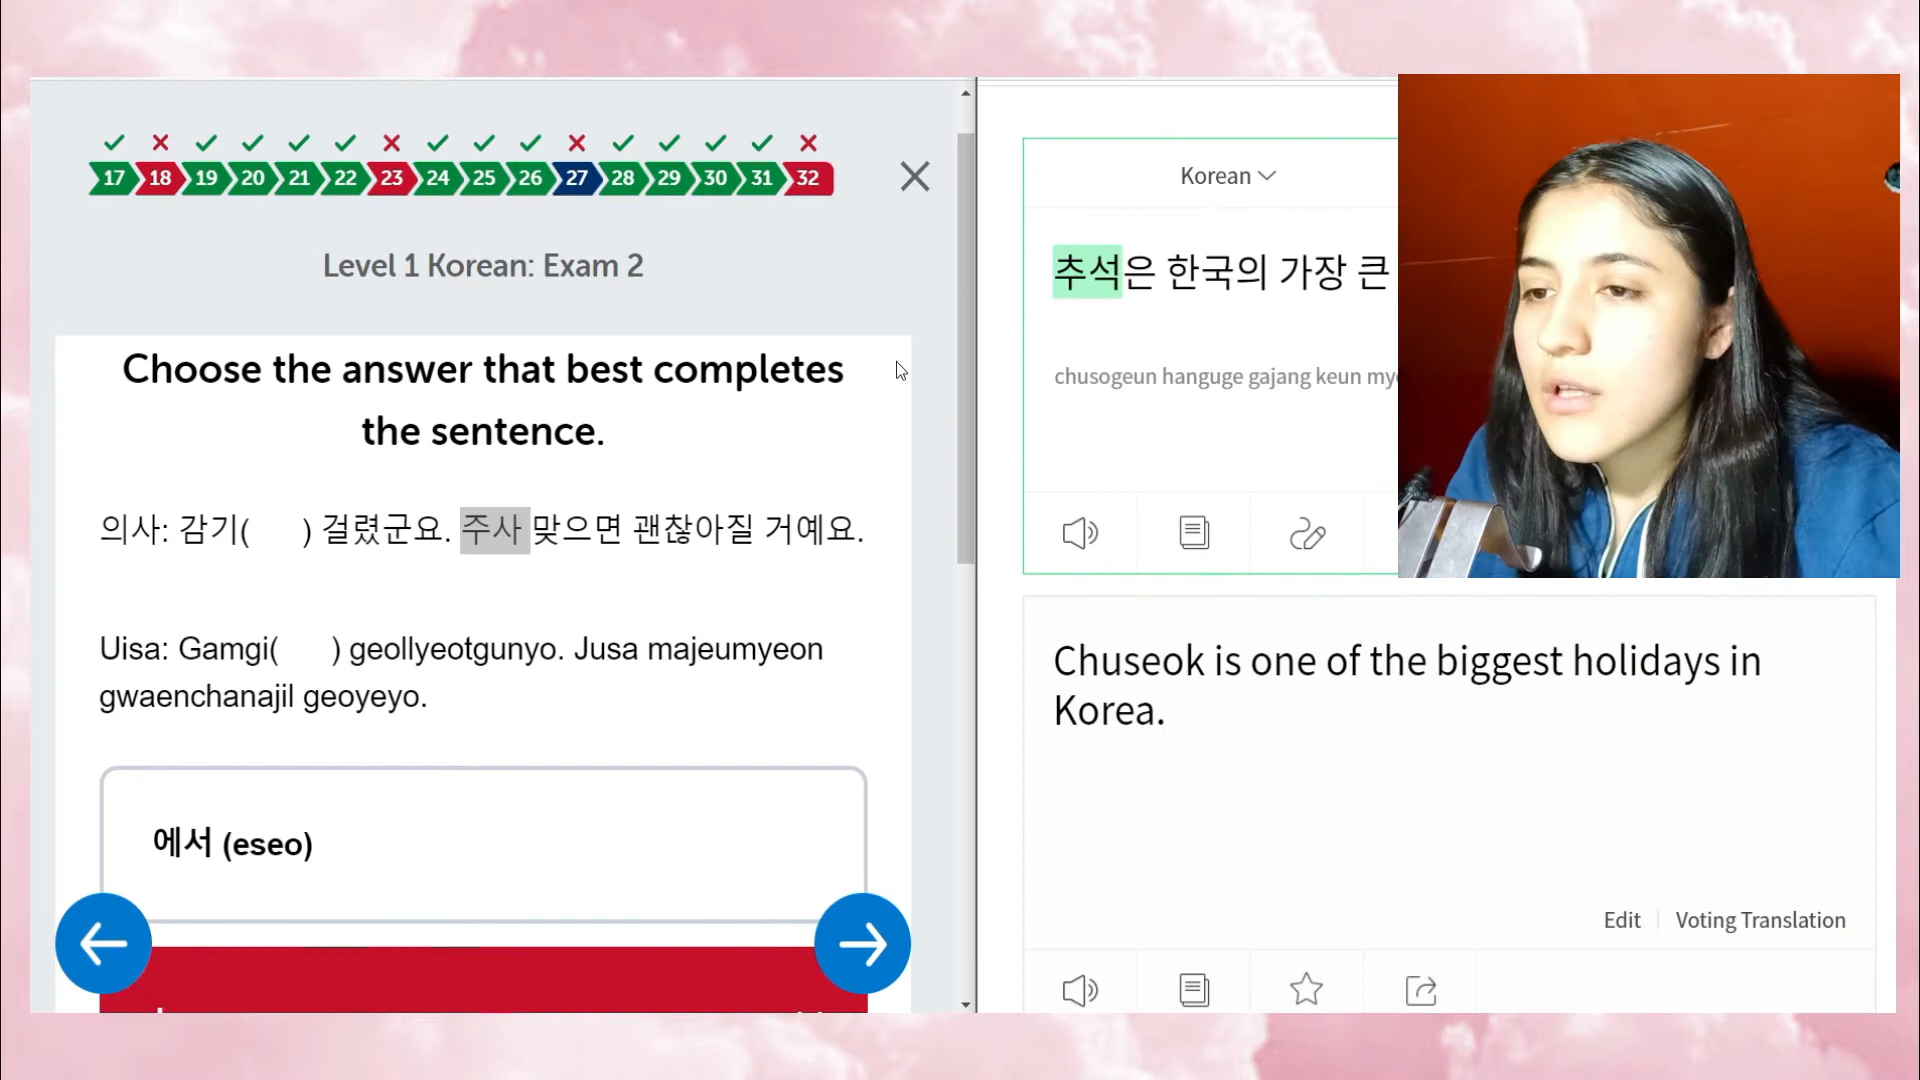 17 18 19 20 21 22 23 24 25 26 27 28 29 30 31 32
Level 1 Korean: Exam 2
Choose the answer that best completes
the sentence.
의사: 감기( ) 걸렸군요. 주사 맞으면 괜찮아질 거예요.
Uisa: Gamgi( ) geollyeotgunyo. Jusa majeumyeon
gwaenchanajil geoyeyo.
에서 (eseo)
Korean
추석은 한국의 가장 큰
chusogeun hanguge gajang keun
Chuseok is one of the biggest holidays in
Korea.
Edit
Voting Translation